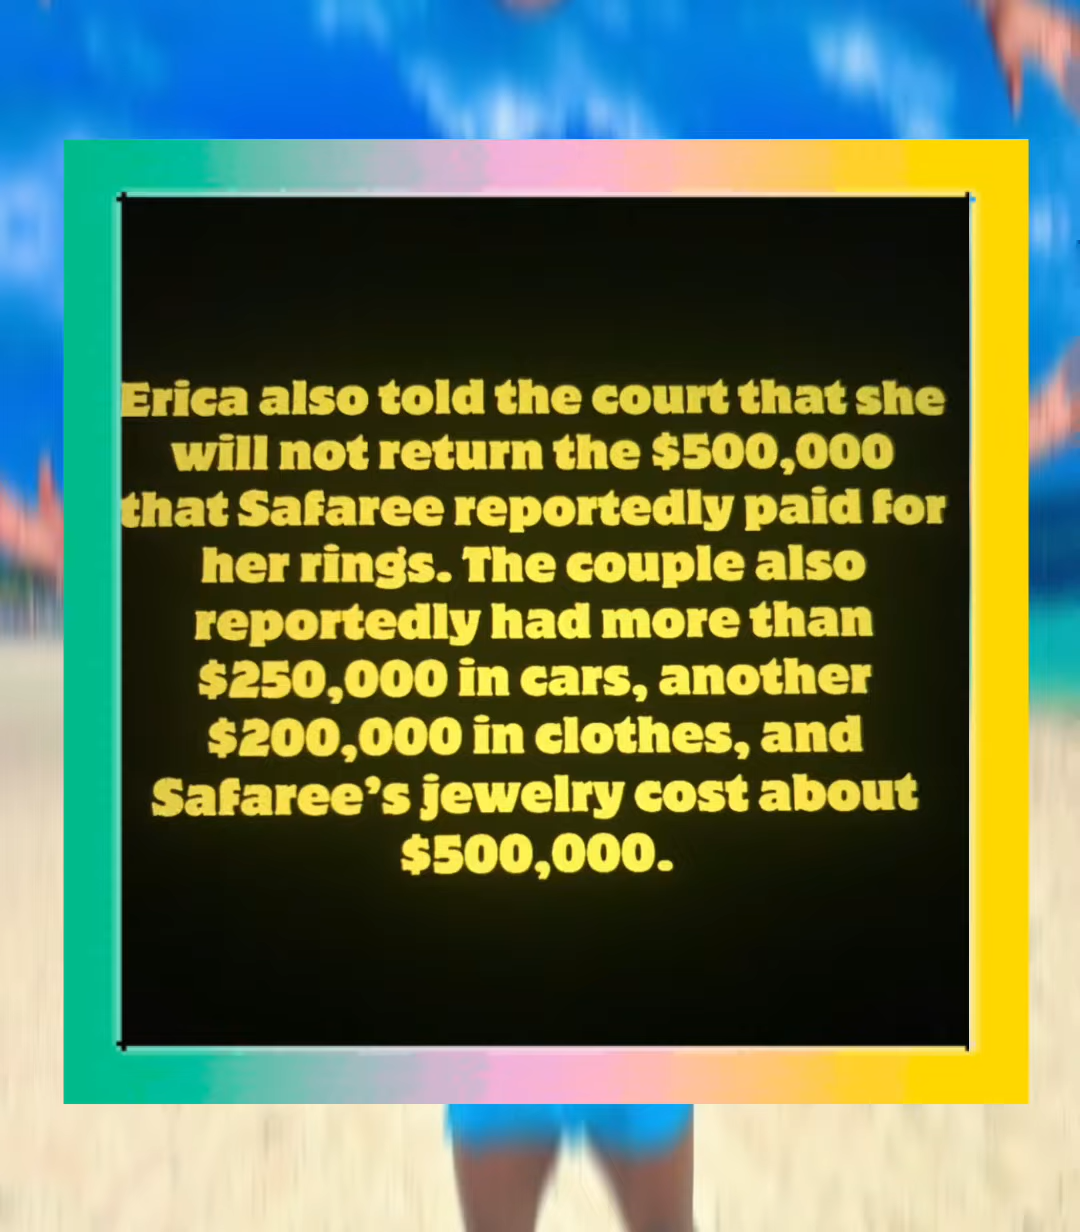 Erica also told the court that she
will not return the $500,000
that Safaree reportedly paid for
her rings. The couple also
reportedly had more than
$250,000 in cars, another
$200,000 in clothes, and
Safaree’s jewelry cost about
$500,000.